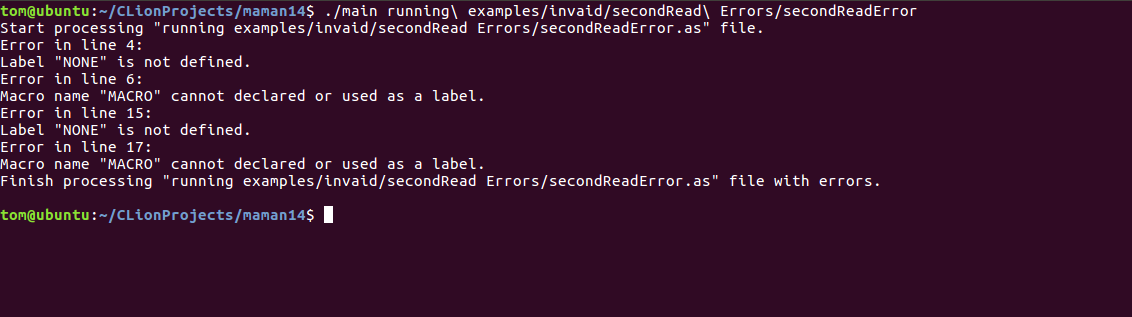 tom@ubuntu:~/CLionProjects/maman14$ ./main running\ examples/invaid/secondRead\ Errors/secondReadError
Start processing "running examples/invaid/secondRead Errors/secondReadError.as" file.
Error in line 4:
Label "NONE" is not defined.
Error in line 6:
Macro name "MACRO" cannot declared or used as a label.
Error in line 15:
Label "NONE" is not defined.
Error in line 17:
Macro name "MACRO" cannot declared or used as a label.
Finish processing "running examples/invaid/secondRead Errors/secondReadError.as" file with errors.
tom@ubuntu:~/CLionProjects/maman14$